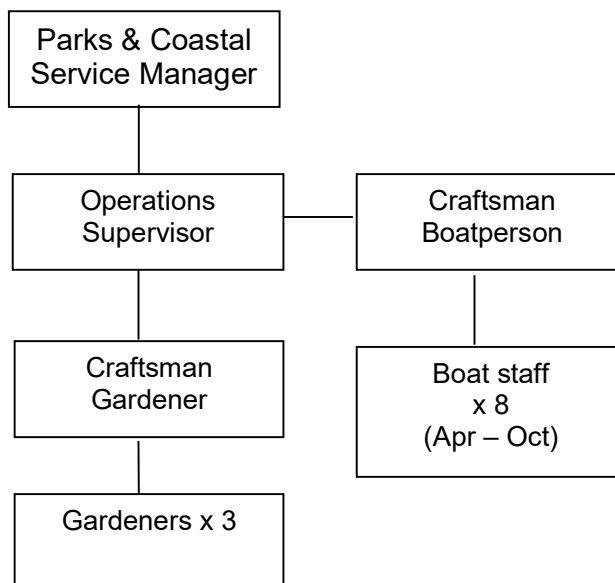 Parks & Coastal
Service Manager
Operations
Supervisor
Craftsman
Boatperson
Craftsman
Gardener
Boat staff
x 8
(Apr – Oct)
Gardeners x 3